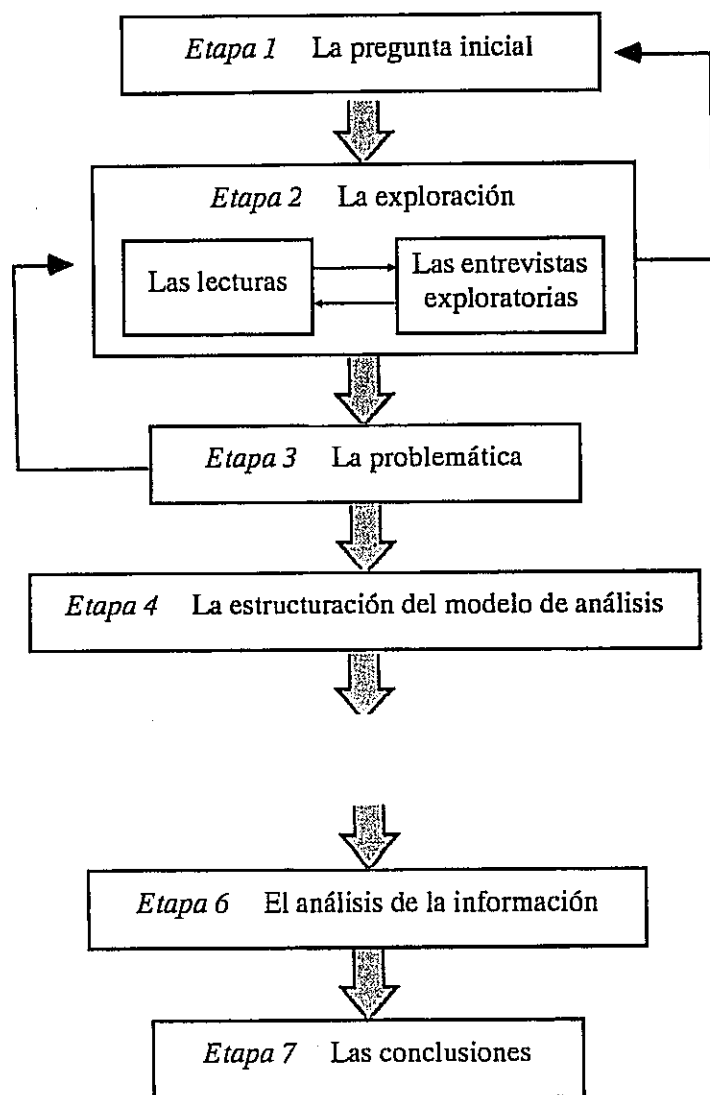 Etapa 1 La pregunta inicial
Etapa 2 La exploración
Las lecturas
Las entrevistas
exploratorias
Etapa 3 La problemática
Etapa 4 La estructuración del modelo de análisis
Etapa 6 El análisis de la información
Etapa 7 Las conclusiones